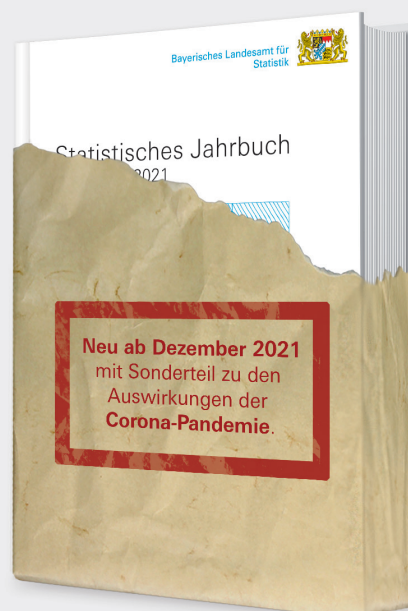 Bayerisches Landesamt für
Statistik
Statistisches Jahrbuch
2021
Neu ab Dezember 2021
mit Sonderteil zu den
Auswirkungen der
Corona-Pandemie.